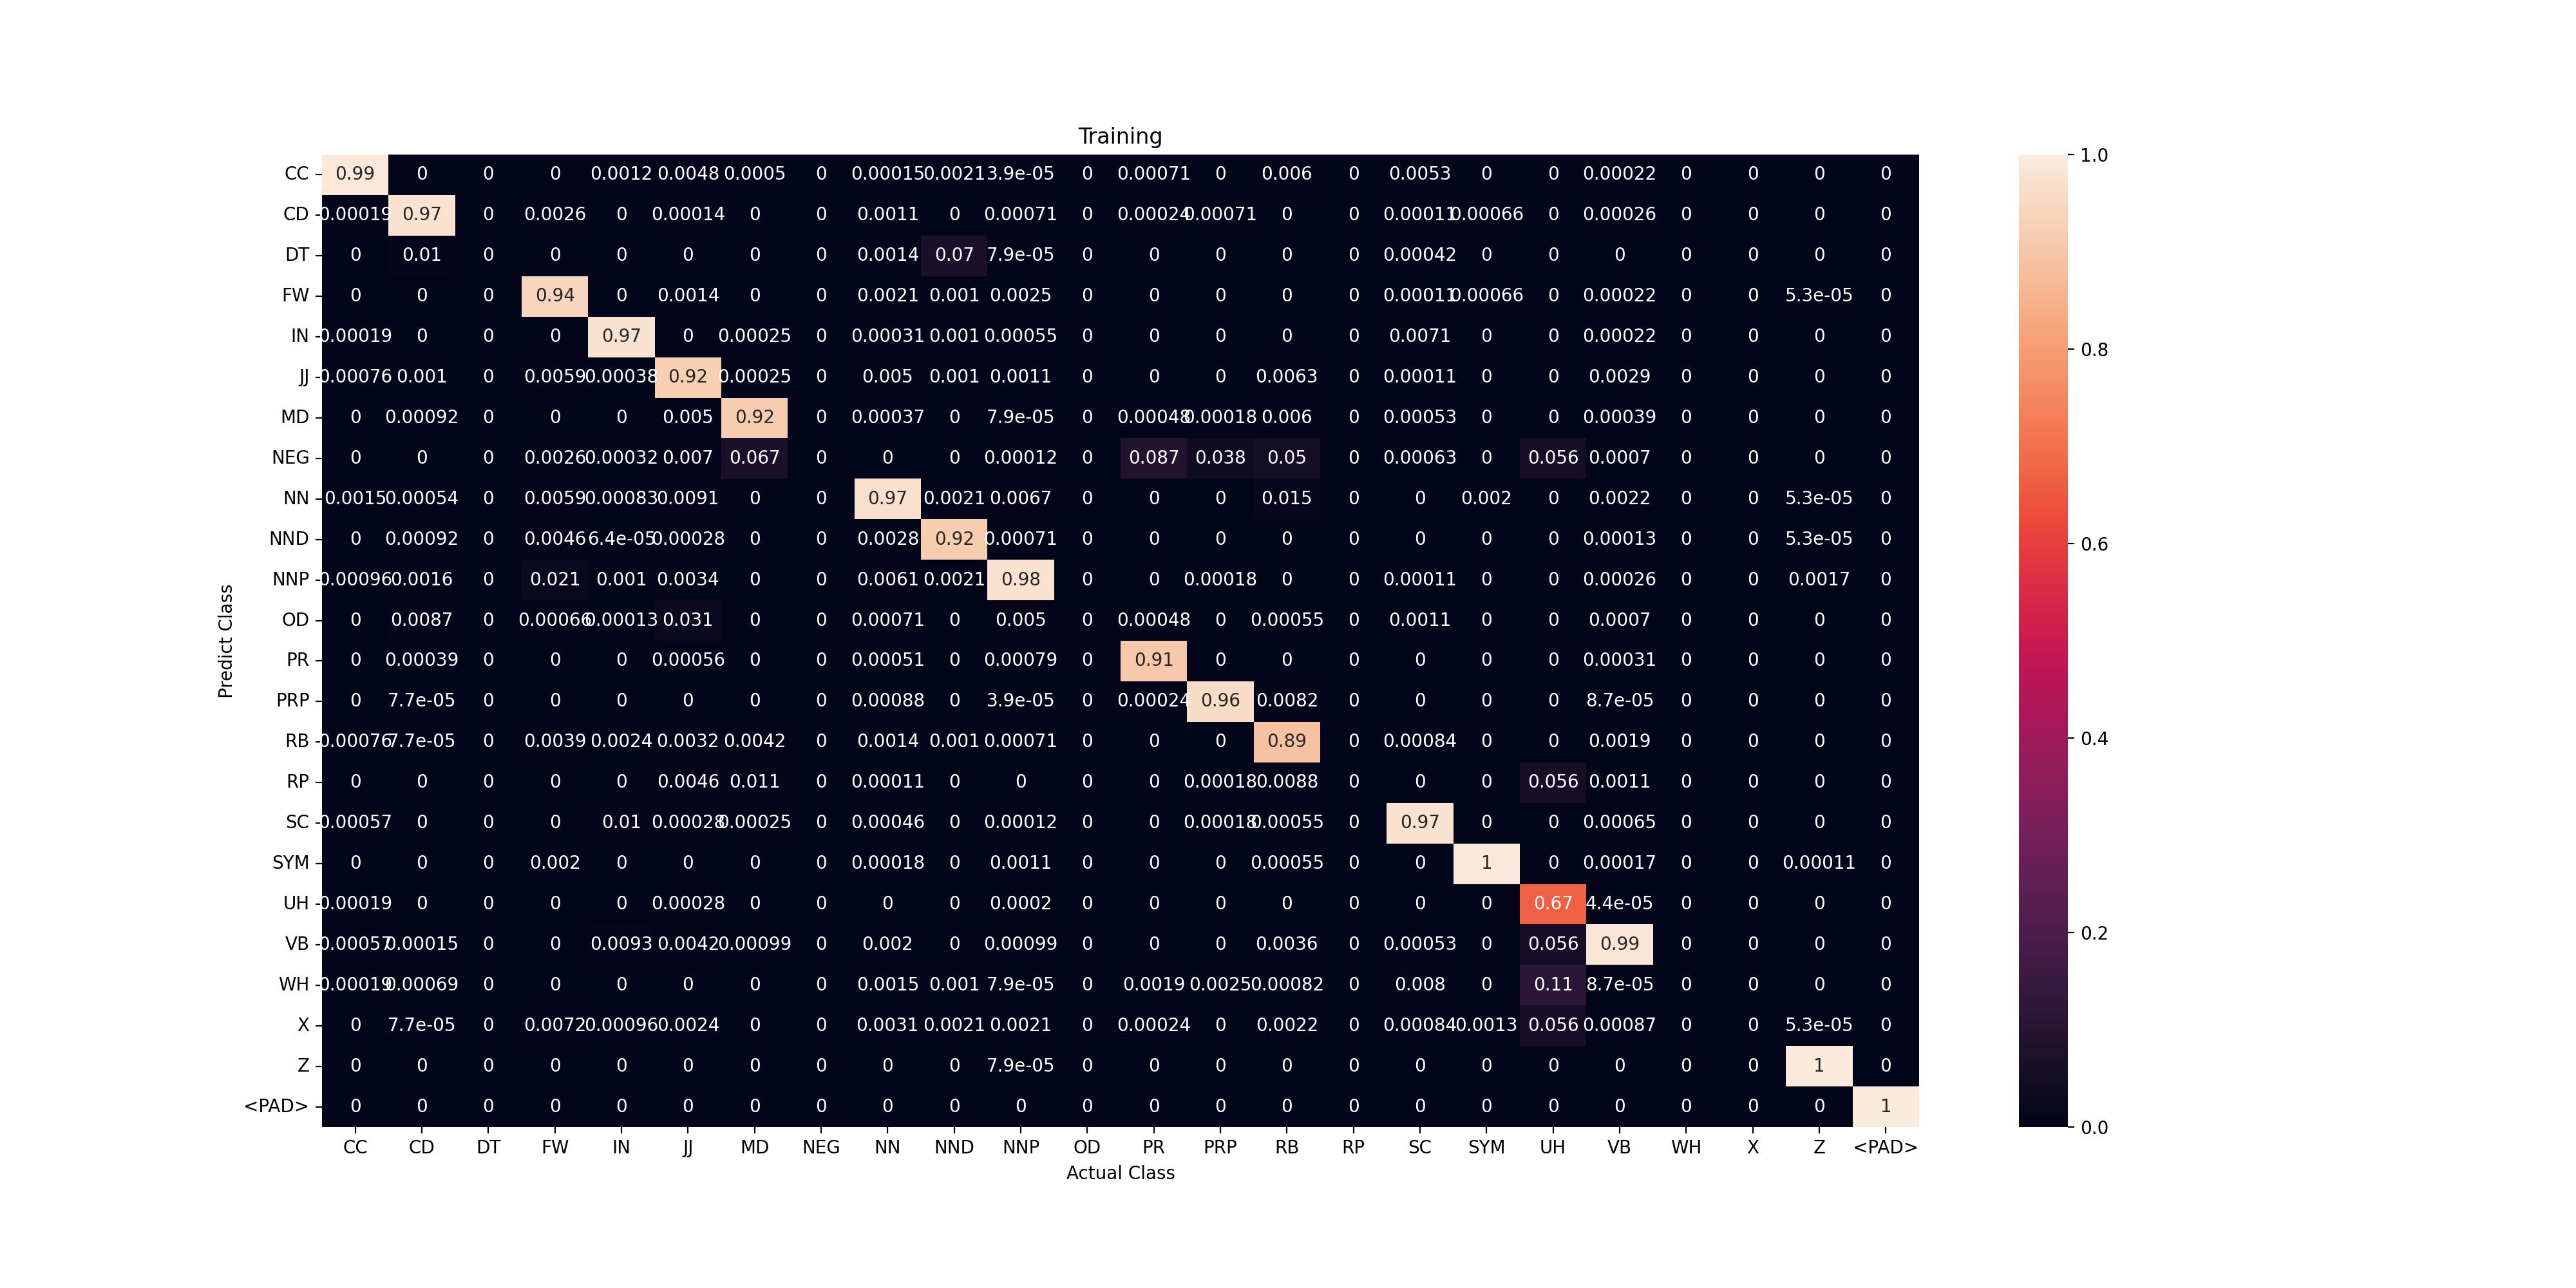 Training
CC 0.99 0 0 0 0.0012 0.0048 0.0005 0 0.00015 0.0021 3.9e-05 0 0.00071 0 0.006 0 0.0053 0 0 0.00022 0 0 0 0 1.0
CD 0.00019 0.97 0 0.0026 0 0.00014 0 0 0.0011 0 0.00071 0 0.00024 0.00071 0 0 0.00011 0.00066 0 0.00026 0 0 0 0
DT 0 0.01 0 0 0 0 0 0 0.0014 0.07 7.9e-05 0 0 0 0 0 0.00042 0 0 0 0 0 0 0
FW 0 0 0 0.94 0 0.0014 0 0 0.0021 0.001 0.0025 0 0 0 0 0 0.00011 0.00066 0 0.00022 0 0 5.3e-05 0
IN 0.00019 0 0 0 0.97 0 0.00025 0 0.00031 0.001 0.00055 0 0 0 0 0 0.0071 0 0 0.00022 0 0 0 0 0.8
JJ 0.00076 0.001 0 0.0059 0.00038 0.92 0.00025 0 0.005 0.001 0.0011 0 0 0 0.0063 0 0.00011 0 0 0.0029 0 0 0 0
MD 0 0.00092 0 0 0 0.005 0.92 0 0.00037 0 7.9e-05 0 0.00048 0.00018 0.006 0 0.00053 0 0 0.00039 0 0 0 0
NEG 0 0 0 0.0026 0.00032 0.007 0.067 0 0 0 0.00012 0 0.087 0.038 0.05 0 0.00063 0 0.056 0.0007 0 0 0 0
NN 0.0015 0.00054 0 0.0059 0.00083 0.0091 0 0 0.97 0.0021 0.0067 0 0 0 0.015 0 0 0.002 0 0.0022 0 0 5.3e-05 0
NND 0 0.00092 0 0.0046 6.4e-05 0.00028 0 0 0.0028 0.92 0.00071 0 0 0 0 0 0 0 0 0.00013 0 0 5.3e-05 0 0.6
NNP 0.00096 0.0016 0 0.021 0.001 0.0034 0 0 0.0061 0.0021 0.98 0 0 0.00018 0 0 0.00011 0 0 0.00026 0 0 0.0017 0
OD 0 0.0087 0 0.00066 0.00013 0.031 0 0 0.00071 0 0.005 0 0.00048 0 0.00055 0 0.0011 0 0 0.0007 0 0 0 0
Predict Class
PR 0 0.00039 0 0 0 0.00056 0 0 0.00051 0 0.00079 0 0.91 0 0 0 0 0 0 0.00031 0 0 0 0
PRP 0 7.7e-05 0 0 0 0 0 0 0.00088 0 3.9e-05 0 0.00024 0.96 0.0082 0 0 0 0 8.7e-05 0 0 0 0
RB 0.00076 7.7e-05 0 0.0039 0.0024 0.0032 0.0042 0 0.0014 0.001 0.00071 0 0 0 0.89 0 0.00084 0 0 0.0019 0 0 0 0 0.4
RP 0 0 0 0 0 0.0046 0.011 0 0.00011 0 0 0 0 0.00018 0.0088 0 0 0 0.056 0.0011 0 0 0 0
SC 0.00057 0 0 0 0.01 0.00028 0.00025 0 0.00046 0 0.00012 0 0 0.00018 0.00055 0 0.97 0 0 0.00065 0 0 0 0
SYM 0 0 0 0.002 0 0 0 0 0.00018 0 0.0011 0 0 0 0.00055 0 0 1 0 0.00017 0 0 0.00011 0
UH 0.00019 0 0 0 0 0.00028 0 0 0 0 0.0002 0 0 0 0 0 0 0 0.67 4.4e-05 0 0 0 0
VB 0.00057 0.00015 0 0 0.0093 0.0042 0.00099 0 0.002 0 0.00099 0 0 0 0.0036 0 0.00053 0 0.056 0.99 0 0 0 0 0.2
WH 0.00019 0.00069 0 0 0 0 0 0 0.0015 0.001 7.9e-05 0 0.0019 0.0025 0.00082 0 0.008 0 0.11 8.7e-05 0 0 0 0
X 0 7.7e-05 0 0.0072 0.00096 0.0024 0 0 0.0031 0.0021 0.0021 0 0.00024 0 0.0022 0 0.00084 0.0013 0.056 0.00087 0 0 5.3e-05 0
Z 0 0 0 0 0 0 0 0 0 0 7.9e-05 0 0 0 0 0 0 0 0 0 0 0 1 0
<PAD> 0 0 0 0 0 0 0 0 0 0 0 0 0 0 0 0 0 0 0 0 0 0 0 1 0.0
CC CD DT FW IN JJ MD NEG NN NND NNP OD PR PRP RB RP SC SYM UH VB WH X Z <PAD>
Actual Class